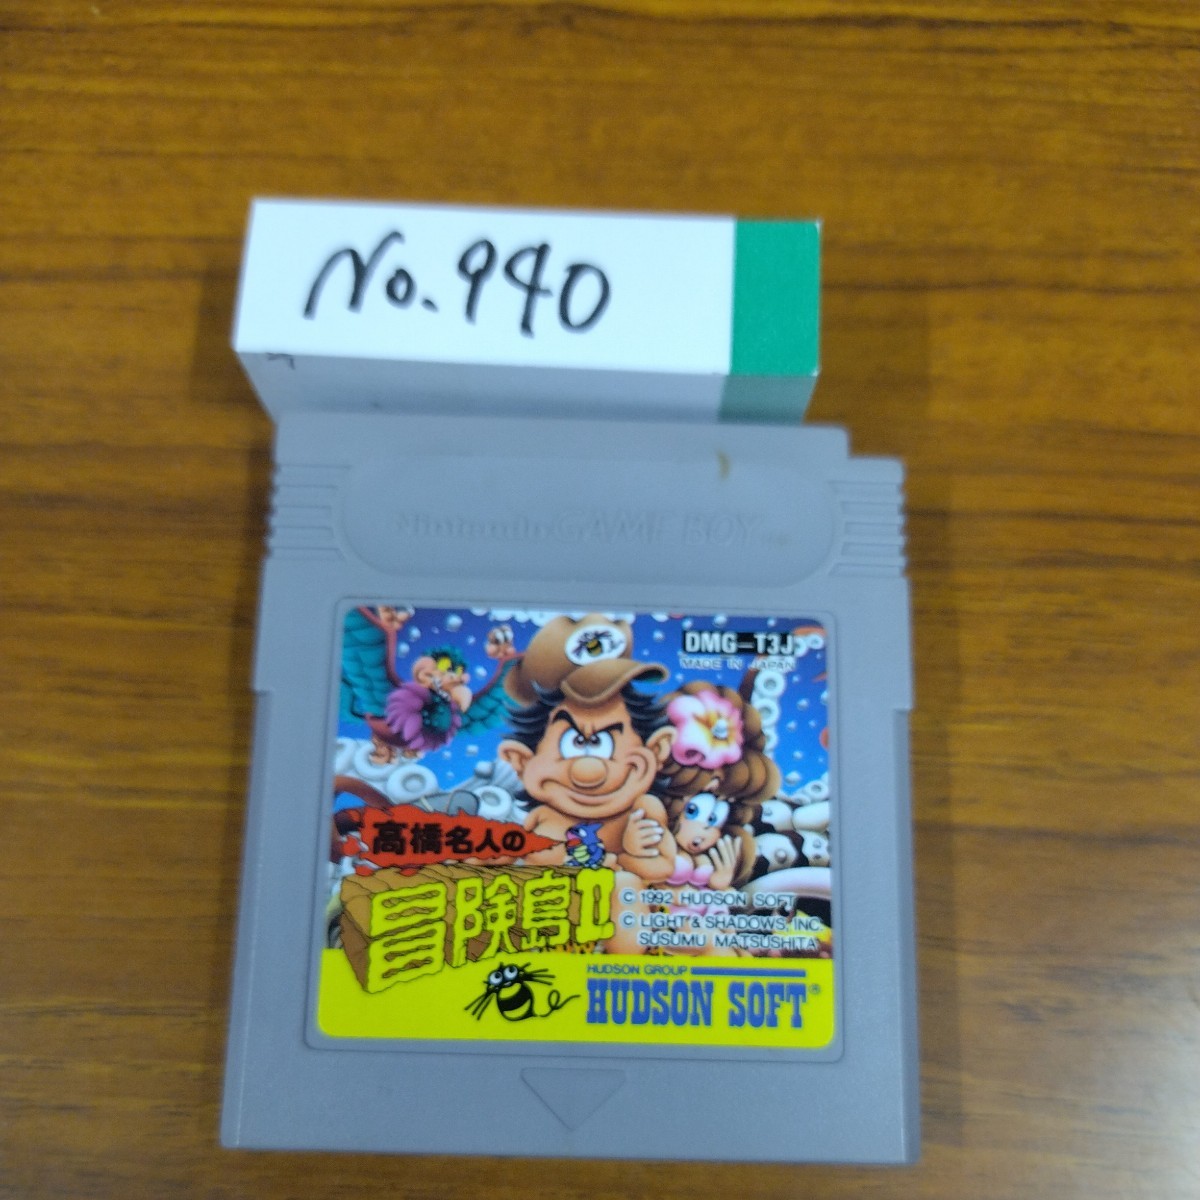 No.940
Nintendo GAME BOY TM
DMG-T3J
MADE IN JAPAN
高橋名人の
冒険島II
© 1992 HUDSON SOFT
© LIGHT & SHADOWS, INC.
SUSUMU MATSUSHITA
HUDSON GROUP
HUDSON SOFT®